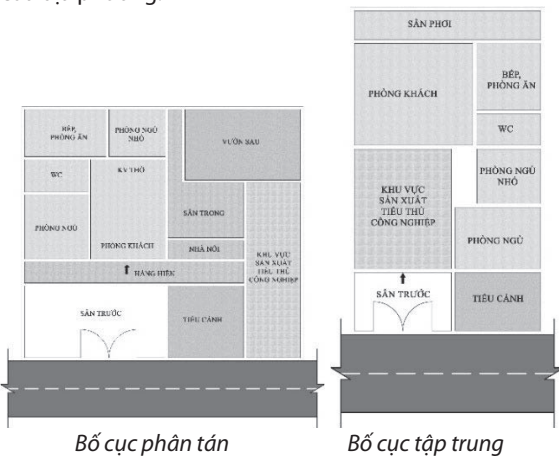 SÂN PHƠI
PHÒNG KHÁCH
BẾP,
PHÒNG ĂN
WC
PHÒNG NGỦ
NHỎ
KHU VỰC
SẢN XUẤT
TIỂU THỦ
CÔNG NGHIỆP
PHÒNG NGỦ
SÂN TRƯỚC
TIỂU CẢNH
BẾP,
PHÒNG ĂN
PHÒNG NGỦ
NHỎ
VƯỜN SAU
WC
KV THỜ
SÂN TRONG
PHÒNG NGỦ
PHÒNG KHÁCH
NHÀ NỐI
KHU VỰC
SẢN XUẤT
TIỂU THỦ
CÔNG NGHIỆP
HÀNG HIÊN
SÂN TRƯỚC
TIỂU CẢNH
Bố cục phân tán
Bố cục tập trung